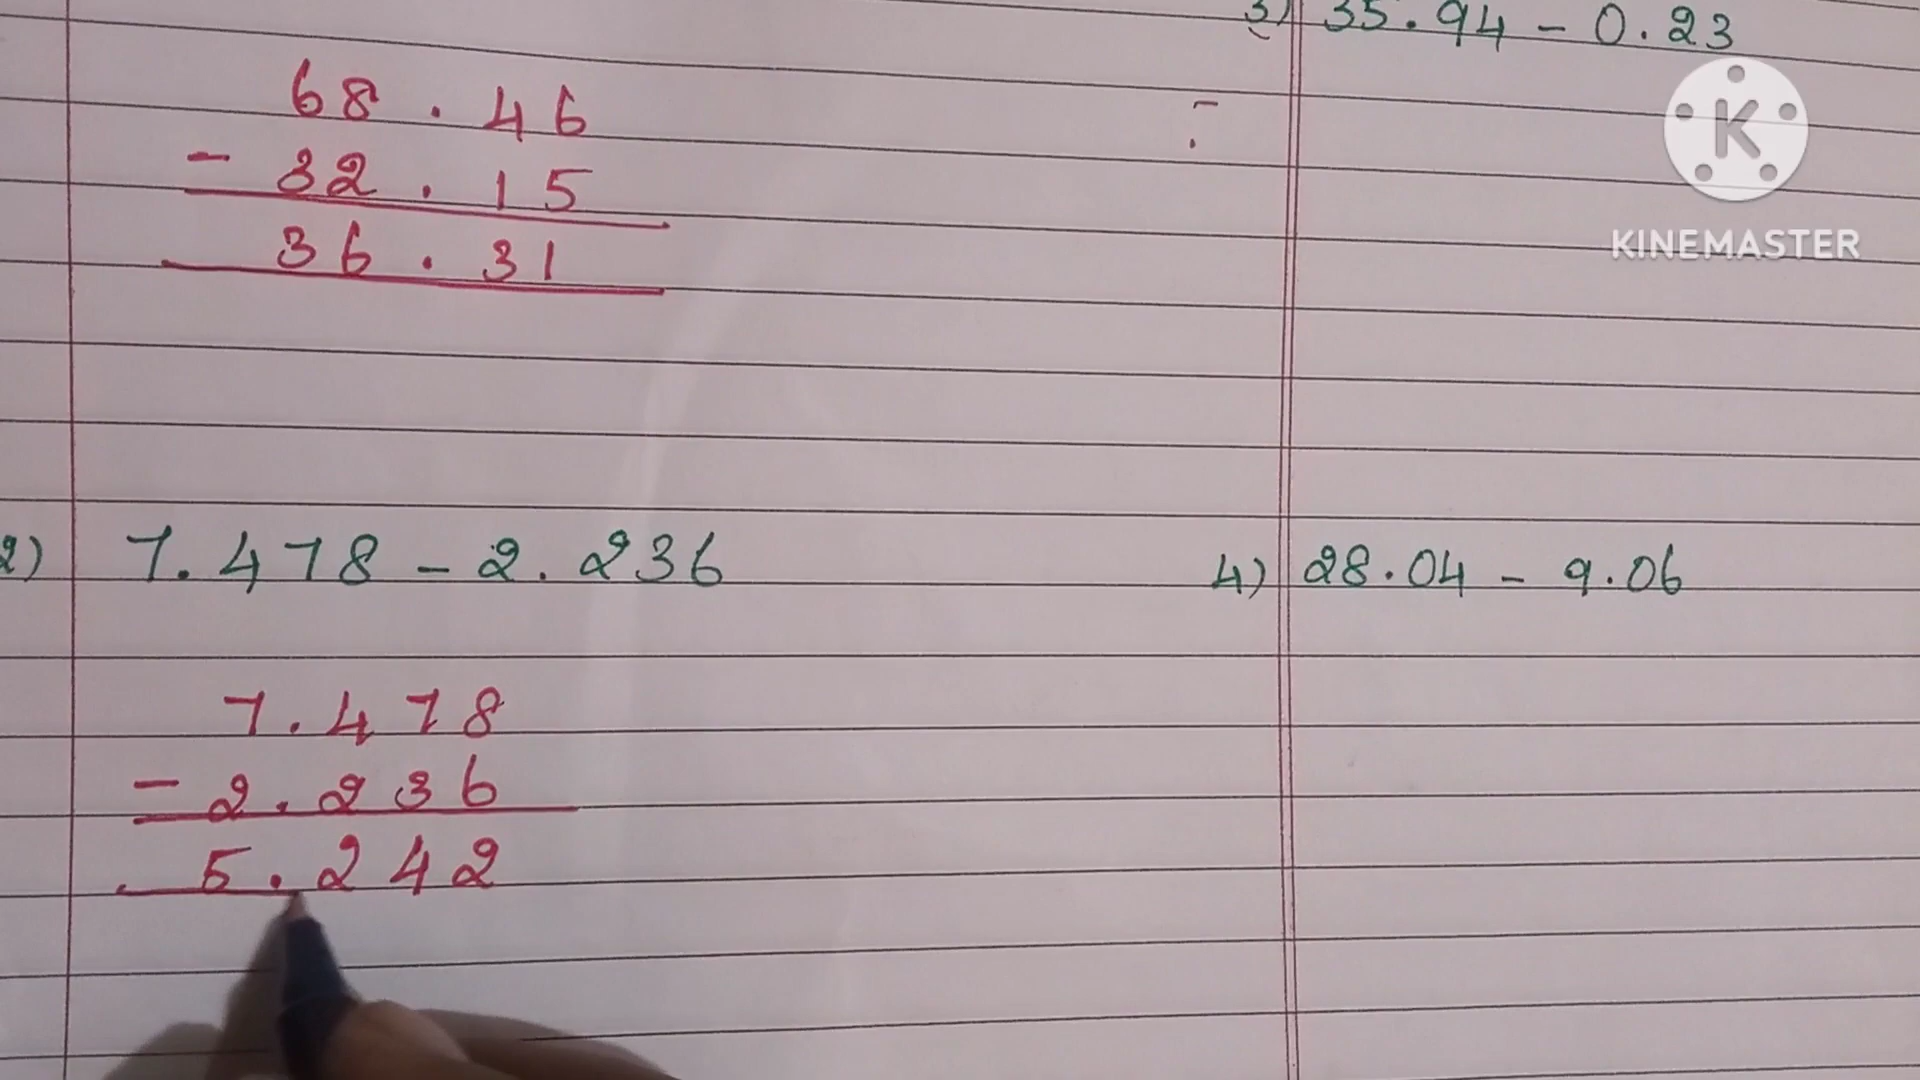 68.46
- 32.15
36.31
2) 7.478 - 2.236
7.478
- 2.236
5.242
3) 35.94 - 0.23
KINEMASTER
4) 28.04 - 9.06